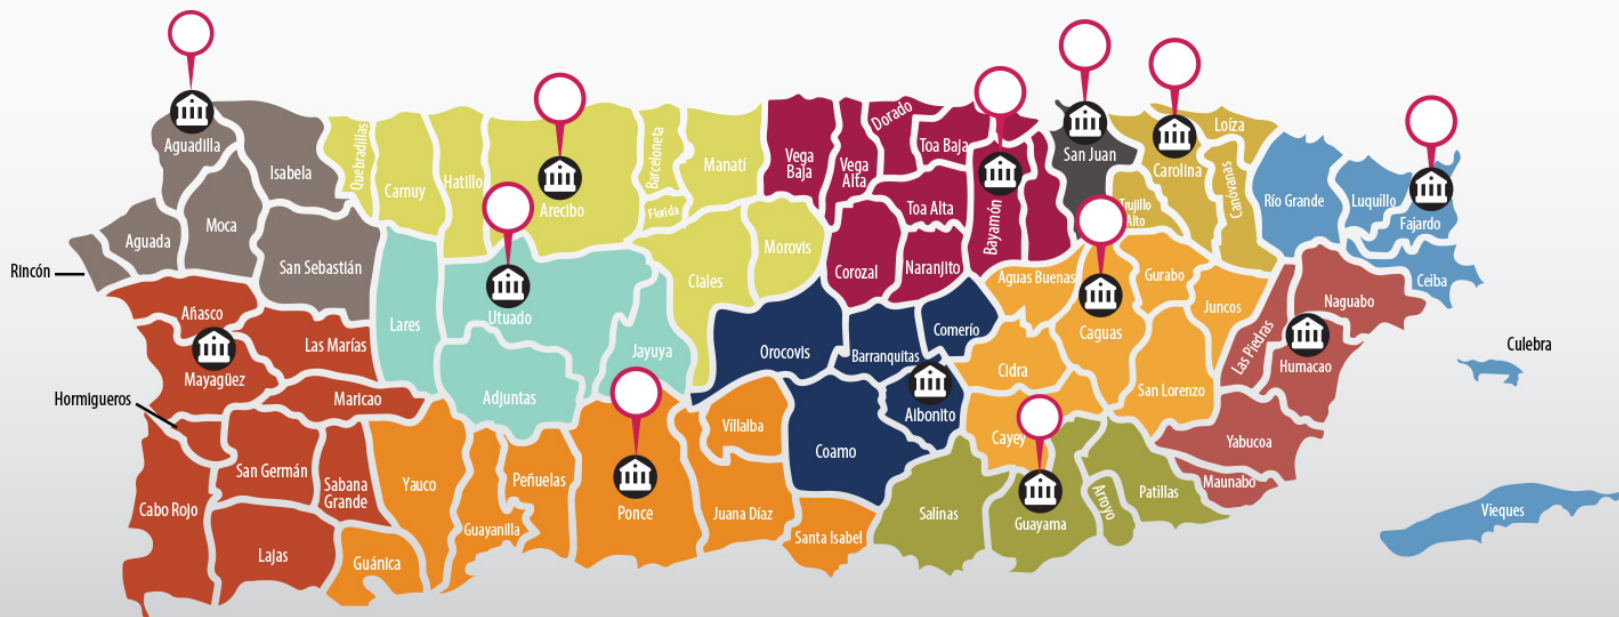 Aguadilla
Isabela
Quebradillas
Camuy
Hatillo
Arecibo
Barceloneta
Florida
Manatí
Vega
Baja
Vega
Alta
Dorado
Toa Baja
Toa Alta
Bayamón
San Juan
Carolina
Loíza
Canóvanas
Trujillo
Alto
Río Grande
Luquillo
Fajardo
Ceiba
Rincón
Aguada
Moca
San Sebastián
Lares
Utuado
Ciales
Morovis
Corozal
Naranjito
Aguas Buenas
Gurabo
Juncos
Las Piedras
Naguabo
Humacao
Culebra
Añasco
Mayagüez
Las Marías
Maricao
Hormigueros
Adjuntas
Jayuya
Orocovis
Barranquitas
Comerío
Aibonito
Cidra
Caguas
San Lorenzo
Cayey
Yabucoa
Maunabo
Vieques
Cabo Rojo
San Germán
Sabana
Grande
Lajas
Yauco
Guánica
Guayanilla
Peñuelas
Ponce
Villalba
Juana Díaz
Coamo
Santa Isabel
Salinas
Guayama
Arroyo
Patillas